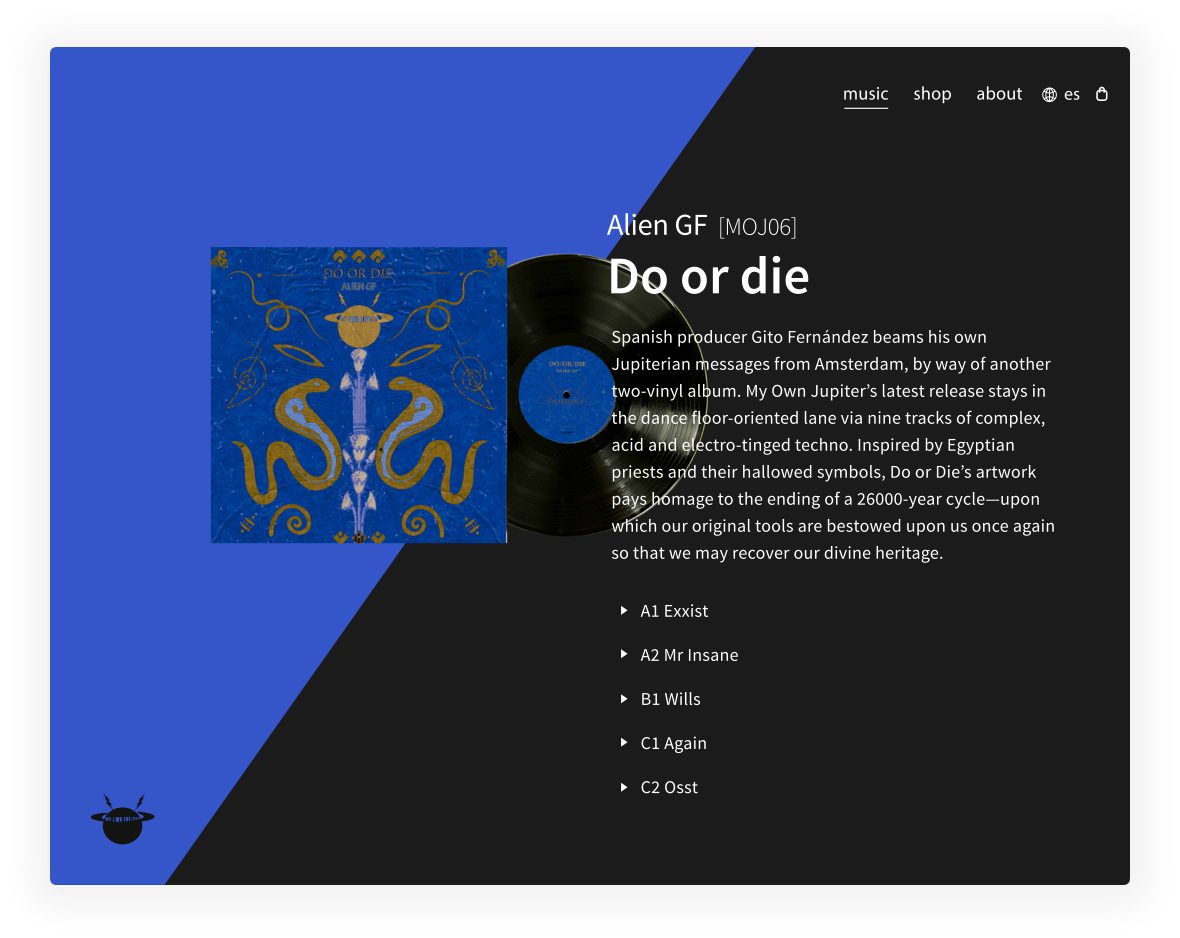 music shop about es
Alien GF [MOJ06]
Do or die
DO OR DIE
ALIEN GF
DO/OR/DIE
"ALIEN GF"
Spanish producer Gito Fernández beams his own
Jupiterian messages from Amsterdam, by way of another
two-vinyl album. My Own Jupiter’s latest release stays in
the dance floor-oriented lane via nine tracks of complex,
acid and electro-tinged techno. Inspired by Egyptian
priests and their hallowed symbols, Do or Die’s artwork
pays homage to the ending of a 26000-year cycle—upon
which our original tools are bestowed upon us once again
so that we may recover our divine heritage.
A1 Exxist
A2 Mr Insane
B1 Wills
C1 Again
C2 Osst